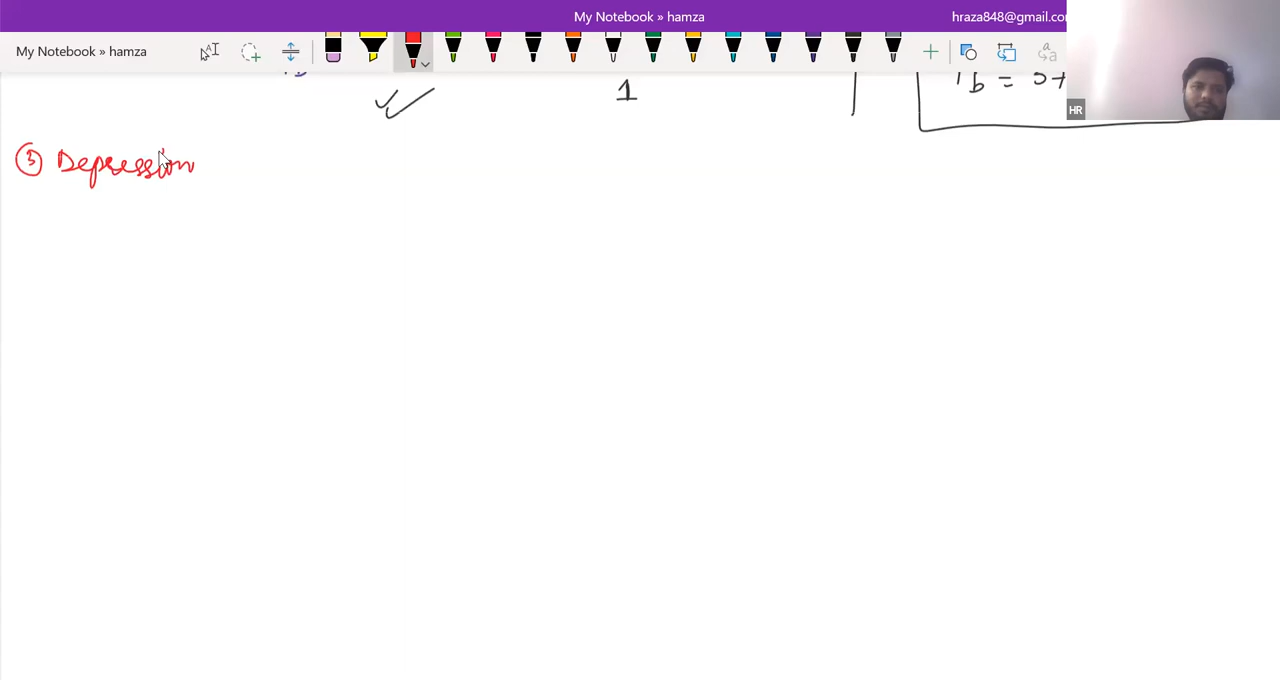 My Notebook » hamza
hraza848@gmail.co
My Notebook » hamza
1
b =
HR
③ Depression